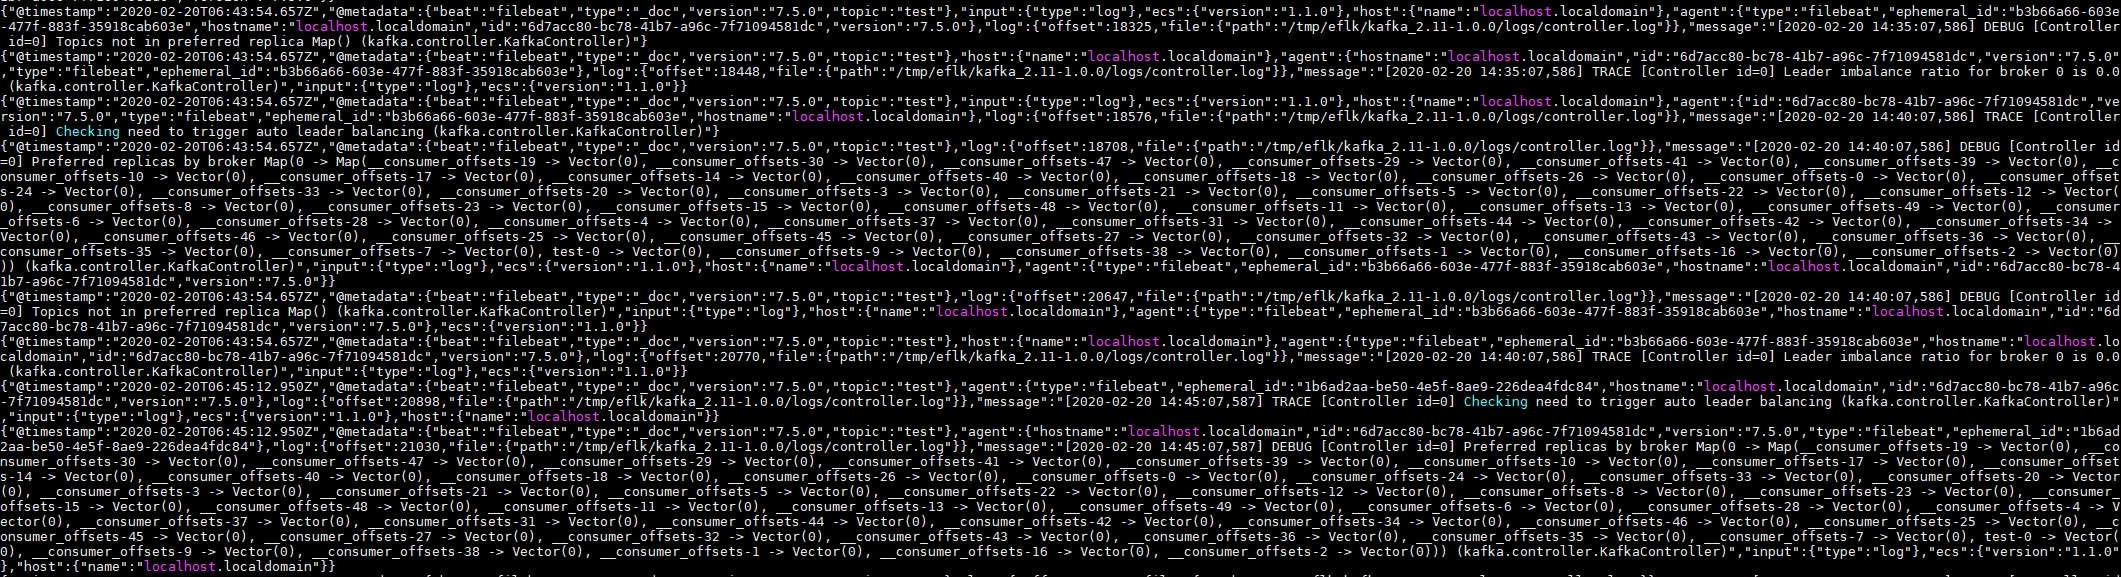 {"@timestamp":"2020-02-20T06:43:54.657Z","@metadata":{"beat":"filebeat","type":"_doc","version":"7.5.0","topic":"test"},"input":{"type":"log"},"ecs":{"version":"1.1.0"},"host":{"name":"localhost.localdomain"},"agent":{"type":"filebeat","ephemeral_id":"b3b66a66-603e
-477f-883f-35918cab603e","hostname":"localhost.localdomain","id":"6d7acc80-bc78-41b7-a96c-7f71094581dc","version":"7.5.0"},"log":{"offset":18325,"file":{"path":"/tmp/eflk/kafka_2.11-1.0.0/logs/controller.log"}},"message":"[2020-02-20 14:35:07,586] DEBUG [Controller
 id=0] Topics not in preferred replica Map() (kafka.controller.KafkaController)"}
{"@timestamp":"2020-02-20T06:43:54.657Z","@metadata":{"beat":"filebeat","type":"_doc","version":"7.5.0","topic":"test"},"host":{"name":"localhost.localdomain"},"agent":{"hostname":"localhost.localdomain","id":"6d7acc80-bc78-41b7-a96c-7f71094581dc","version":"7.5.0"
,"type":"filebeat","ephemeral_id":"b3b66a66-603e-477f-883f-35918cab603e"},"log":{"offset":18448,"file":{"path":"/tmp/eflk/kafka_2.11-1.0.0/logs/controller.log"}},"message":"[2020-02-20 14:35:07,586] TRACE [Controller id=0] Leader imbalance ratio for broker 0 is 0.0
 (kafka.controller.KafkaController)","input":{"type":"log"},"ecs":{"version":"1.1.0"}}
{"@timestamp":"2020-02-20T06:43:54.657Z","@metadata":{"beat":"filebeat","type":"_doc","version":"7.5.0","topic":"test"},"input":{"type":"log"},"ecs":{"version":"1.1.0"},"host":{"name":"localhost.localdomain"},"agent":{"id":"6d7acc80-bc78-41b7-a96c-7f71094581dc","ve
rsion":"7.5.0","type":"filebeat","ephemeral_id":"b3b66a66-603e-477f-883f-35918cab603e","hostname":"localhost.localdomain"},"log":{"offset":18576,"file":{"path":"/tmp/eflk/kafka_2.11-1.0.0/logs/controller.log"}},"message":"[2020-02-20 14:40:07,586] TRACE [Controller
 id=0] Checking need to trigger auto leader balancing (kafka.controller.KafkaController)"}
{"@timestamp":"2020-02-20T06:43:54.657Z","@metadata":{"beat":"filebeat","type":"_doc","version":"7.5.0","topic":"test"},"log":{"offset":18708,"file":{"path":"/tmp/eflk/kafka_2.11-1.0.0/logs/controller.log"}},"message":"[2020-02-20 14:40:07,586] DEBUG [Controller id
=0] Preferred replicas by broker Map(0 -> Map(__consumer_offsets-19 -> Vector(0), __consumer_offsets-30 -> Vector(0), __consumer_offsets-47 -> Vector(0), __consumer_offsets-29 -> Vector(0), __consumer_offsets-41 -> Vector(0), __consumer_offsets-39 -> Vector(0), __c
onsumer_offsets-10 -> Vector(0), __consumer_offsets-17 -> Vector(0), __consumer_offsets-14 -> Vector(0), __consumer_offsets-40 -> Vector(0), __consumer_offsets-18 -> Vector(0), __consumer_offsets-26 -> Vector(0), __consumer_offsets-0 -> Vector(0), __consumer_offset
s-24 -> Vector(0), __consumer_offsets-33 -> Vector(0), __consumer_offsets-20 -> Vector(0), __consumer_offsets-3 -> Vector(0), __consumer_offsets-21 -> Vector(0), __consumer_offsets-5 -> Vector(0), __consumer_offsets-22 -> Vector(0), __consumer_offsets-12 -> Vector(
0), __consumer_offsets-8 -> Vector(0), __consumer_offsets-23 -> Vector(0), __consumer_offsets-15 -> Vector(0), __consumer_offsets-48 -> Vector(0), __consumer_offsets-11 -> Vector(0), __consumer_offsets-13 -> Vector(0), __consumer_offsets-49 -> Vector(0), __consumer
_offsets-6 -> Vector(0), __consumer_offsets-28 -> Vector(0), __consumer_offsets-4 -> Vector(0), __consumer_offsets-37 -> Vector(0), __consumer_offsets-31 -> Vector(0), __consumer_offsets-44 -> Vector(0), __consumer_offsets-42 -> Vector(0), __consumer_offsets-34 ->
Vector(0), __consumer_offsets-46 -> Vector(0), __consumer_offsets-25 -> Vector(0), __consumer_offsets-45 -> Vector(0), __consumer_offsets-27 -> Vector(0), __consumer_offsets-32 -> Vector(0), __consumer_offsets-43 -> Vector(0), __consumer_offsets-36 -> Vector(0), __
consumer_offsets-35 -> Vector(0), __consumer_offsets-7 -> Vector(0), test-0 -> Vector(0), __consumer_offsets-9 -> Vector(0), __consumer_offsets-38 -> Vector(0), __consumer_offsets-1 -> Vector(0), __consumer_offsets-16 -> Vector(0), __consumer_offsets-2 -> Vector(0)
)) (kafka.controller.KafkaController)","input":{"type":"log"},"ecs":{"version":"1.1.0"},"host":{"name":"localhost.localdomain"},"agent":{"type":"filebeat","ephemeral_id":"b3b66a66-603e-477f-883f-35918cab603e","hostname":"localhost.localdomain","id":"6d7acc80-bc78-4
1b7-a96c-7f71094581dc","version":"7.5.0"}}
{"@timestamp":"2020-02-20T06:43:54.657Z","@metadata":{"beat":"filebeat","type":"_doc","version":"7.5.0","topic":"test"},"log":{"offset":20647,"file":{"path":"/tmp/eflk/kafka_2.11-1.0.0/logs/controller.log"}},"message":"[2020-02-20 14:40:07,586] DEBUG [Controller id
=0] Topics not in preferred replica Map() (kafka.controller.KafkaController)","input":{"type":"log"},"host":{"name":"localhost.localdomain"},"agent":{"type":"filebeat","ephemeral_id":"b3b66a66-603e-477f-883f-35918cab603e","hostname":"localhost.localdomain","id":"6d
7acc80-bc78-41b7-a96c-7f71094581dc","version":"7.5.0"},"ecs":{"version":"1.1.0"}}
{"@timestamp":"2020-02-20T06:43:54.657Z","@metadata":{"beat":"filebeat","type":"_doc","version":"7.5.0","topic":"test"},"host":{"name":"localhost.localdomain"},"agent":{"type":"filebeat","ephemeral_id":"b3b66a66-603e-477f-883f-35918cab603e","hostname":"localhost.lo
caldomain","id":"6d7acc80-bc78-41b7-a96c-7f71094581dc","version":"7.5.0"},"log":{"offset":20770,"file":{"path":"/tmp/eflk/kafka_2.11-1.0.0/logs/controller.log"}},"message":"[2020-02-20 14:40:07,586] TRACE [Controller id=0] Leader imbalance ratio for broker 0 is 0.0
 (kafka.controller.KafkaController)","input":{"type":"log"},"ecs":{"version":"1.1.0"}}
{"@timestamp":"2020-02-20T06:45:12.950Z","@metadata":{"beat":"filebeat","type":"_doc","version":"7.5.0","topic":"test"},"agent":{"type":"filebeat","ephemeral_id":"1b6ad2aa-be50-4e5f-8ae9-226dea4fdc84","hostname":"localhost.localdomain","id":"6d7acc80-bc78-41b7-a96c
-7f71094581dc","version":"7.5.0"},"log":{"offset":20898,"file":{"path":"/tmp/eflk/kafka_2.11-1.0.0/logs/controller.log"}},"message":"[2020-02-20 14:45:07,587] TRACE [Controller id=0] Checking need to trigger auto leader balancing (kafka.controller.KafkaController)"
,"input":{"type":"log"},"ecs":{"version":"1.1.0"},"host":{"name":"localhost.localdomain"}}
{"@timestamp":"2020-02-20T06:45:12.950Z","@metadata":{"beat":"filebeat","type":"_doc","version":"7.5.0","topic":"test"},"agent":{"hostname":"localhost.localdomain","id":"6d7acc80-bc78-41b7-a96c-7f71094581dc","version":"7.5.0","type":"filebeat","ephemeral_id":"1b6ad
2aa-be50-4e5f-8ae9-226dea4fdc84"},"log":{"offset":21030,"file":{"path":"/tmp/eflk/kafka_2.11-1.0.0/logs/controller.log"}},"message":"[2020-02-20 14:45:07,587] DEBUG [Controller id=0] Preferred replicas by broker Map(0 -> Map(__consumer_offsets-19 -> Vector(0), __co
nsumer_offsets-30 -> Vector(0), __consumer_offsets-47 -> Vector(0), __consumer_offsets-29 -> Vector(0), __consumer_offsets-41 -> Vector(0), __consumer_offsets-39 -> Vector(0), __consumer_offsets-10 -> Vector(0), __consumer_offsets-17 -> Vector(0), __consumer_offset
s-14 -> Vector(0), __consumer_offsets-40 -> Vector(0), __consumer_offsets-18 -> Vector(0), __consumer_offsets-26 -> Vector(0), __consumer_offsets-0 -> Vector(0), __consumer_offsets-24 -> Vector(0), __consumer_offsets-33 -> Vector(0), __consumer_offsets-20 -> Vector
(0), __consumer_offsets-3 -> Vector(0), __consumer_offsets-21 -> Vector(0), __consumer_offsets-5 -> Vector(0), __consumer_offsets-22 -> Vector(0), __consumer_offsets-12 -> Vector(0), __consumer_offsets-8 -> Vector(0), __consumer_offsets-23 -> Vector(0), __consumer_
offsets-15 -> Vector(0), __consumer_offsets-48 -> Vector(0), __consumer_offsets-11 -> Vector(0), __consumer_offsets-13 -> Vector(0), __consumer_offsets-49 -> Vector(0), __consumer_offsets-6 -> Vector(0), __consumer_offsets-28 -> Vector(0), __consumer_offsets-4 -> V
ector(0), __consumer_offsets-37 -> Vector(0), __consumer_offsets-31 -> Vector(0), __consumer_offsets-44 -> Vector(0), __consumer_offsets-42 -> Vector(0), __consumer_offsets-34 -> Vector(0), __consumer_offsets-46 -> Vector(0), __consumer_offsets-25 -> Vector(0), __c
onsumer_offsets-45 -> Vector(0), __consumer_offsets-27 -> Vector(0), __consumer_offsets-32 -> Vector(0), __consumer_offsets-43 -> Vector(0), __consumer_offsets-36 -> Vector(0), __consumer_offsets-35 -> Vector(0), __consumer_offsets-7 -> Vector(0), test-0 -> Vector(
0), __consumer_offsets-9 -> Vector(0), __consumer_offsets-38 -> Vector(0), __consumer_offsets-1 -> Vector(0), __consumer_offsets-16 -> Vector(0), __consumer_offsets-2 -> Vector(0))) (kafka.controller.KafkaController)","input":{"type":"log"},"ecs":{"version":"1.1.0"
},"host":{"name":"localhost.localdomain"}}